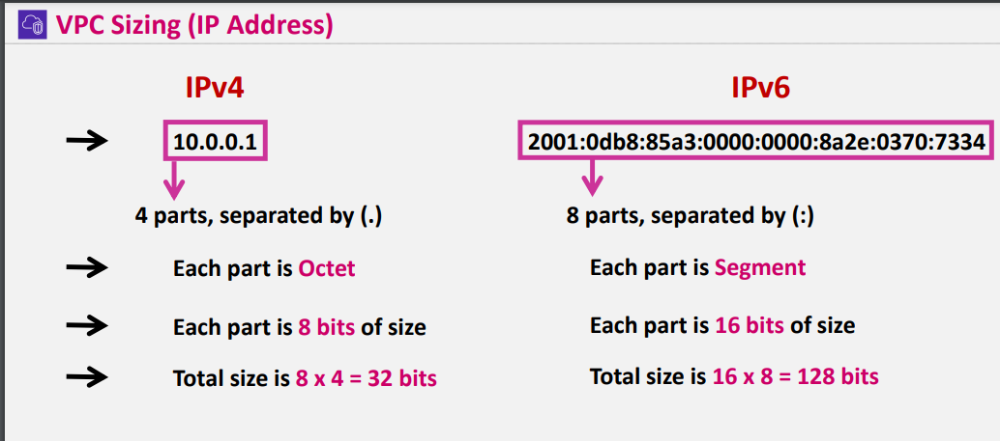 VPC Sizing (IP Address)
IPv4
10.0.0.1
4 parts, separated by (.)
Each part is Octet
Each part is 8 bits of size
Total size is 8 x 4 = 32 bits
IPv6
2001:0db8:85a3:0000:0000:8a2e:0370:7334
8 parts, separated by (:)
Each part is Segment
Each part is 16 bits of size
Total size is 16 x 8 = 128 bits